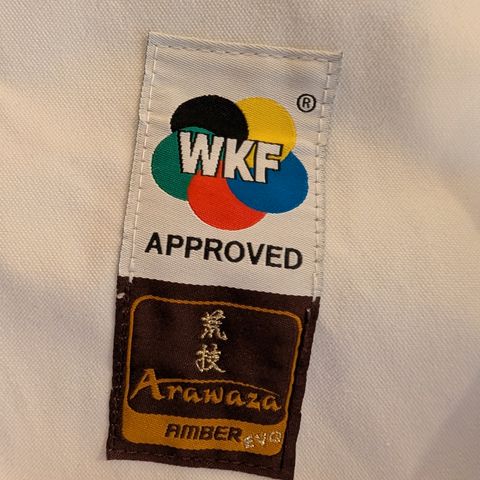 ®
WKF
APPROVED
荒
技
Arawaza
AMBER EVO